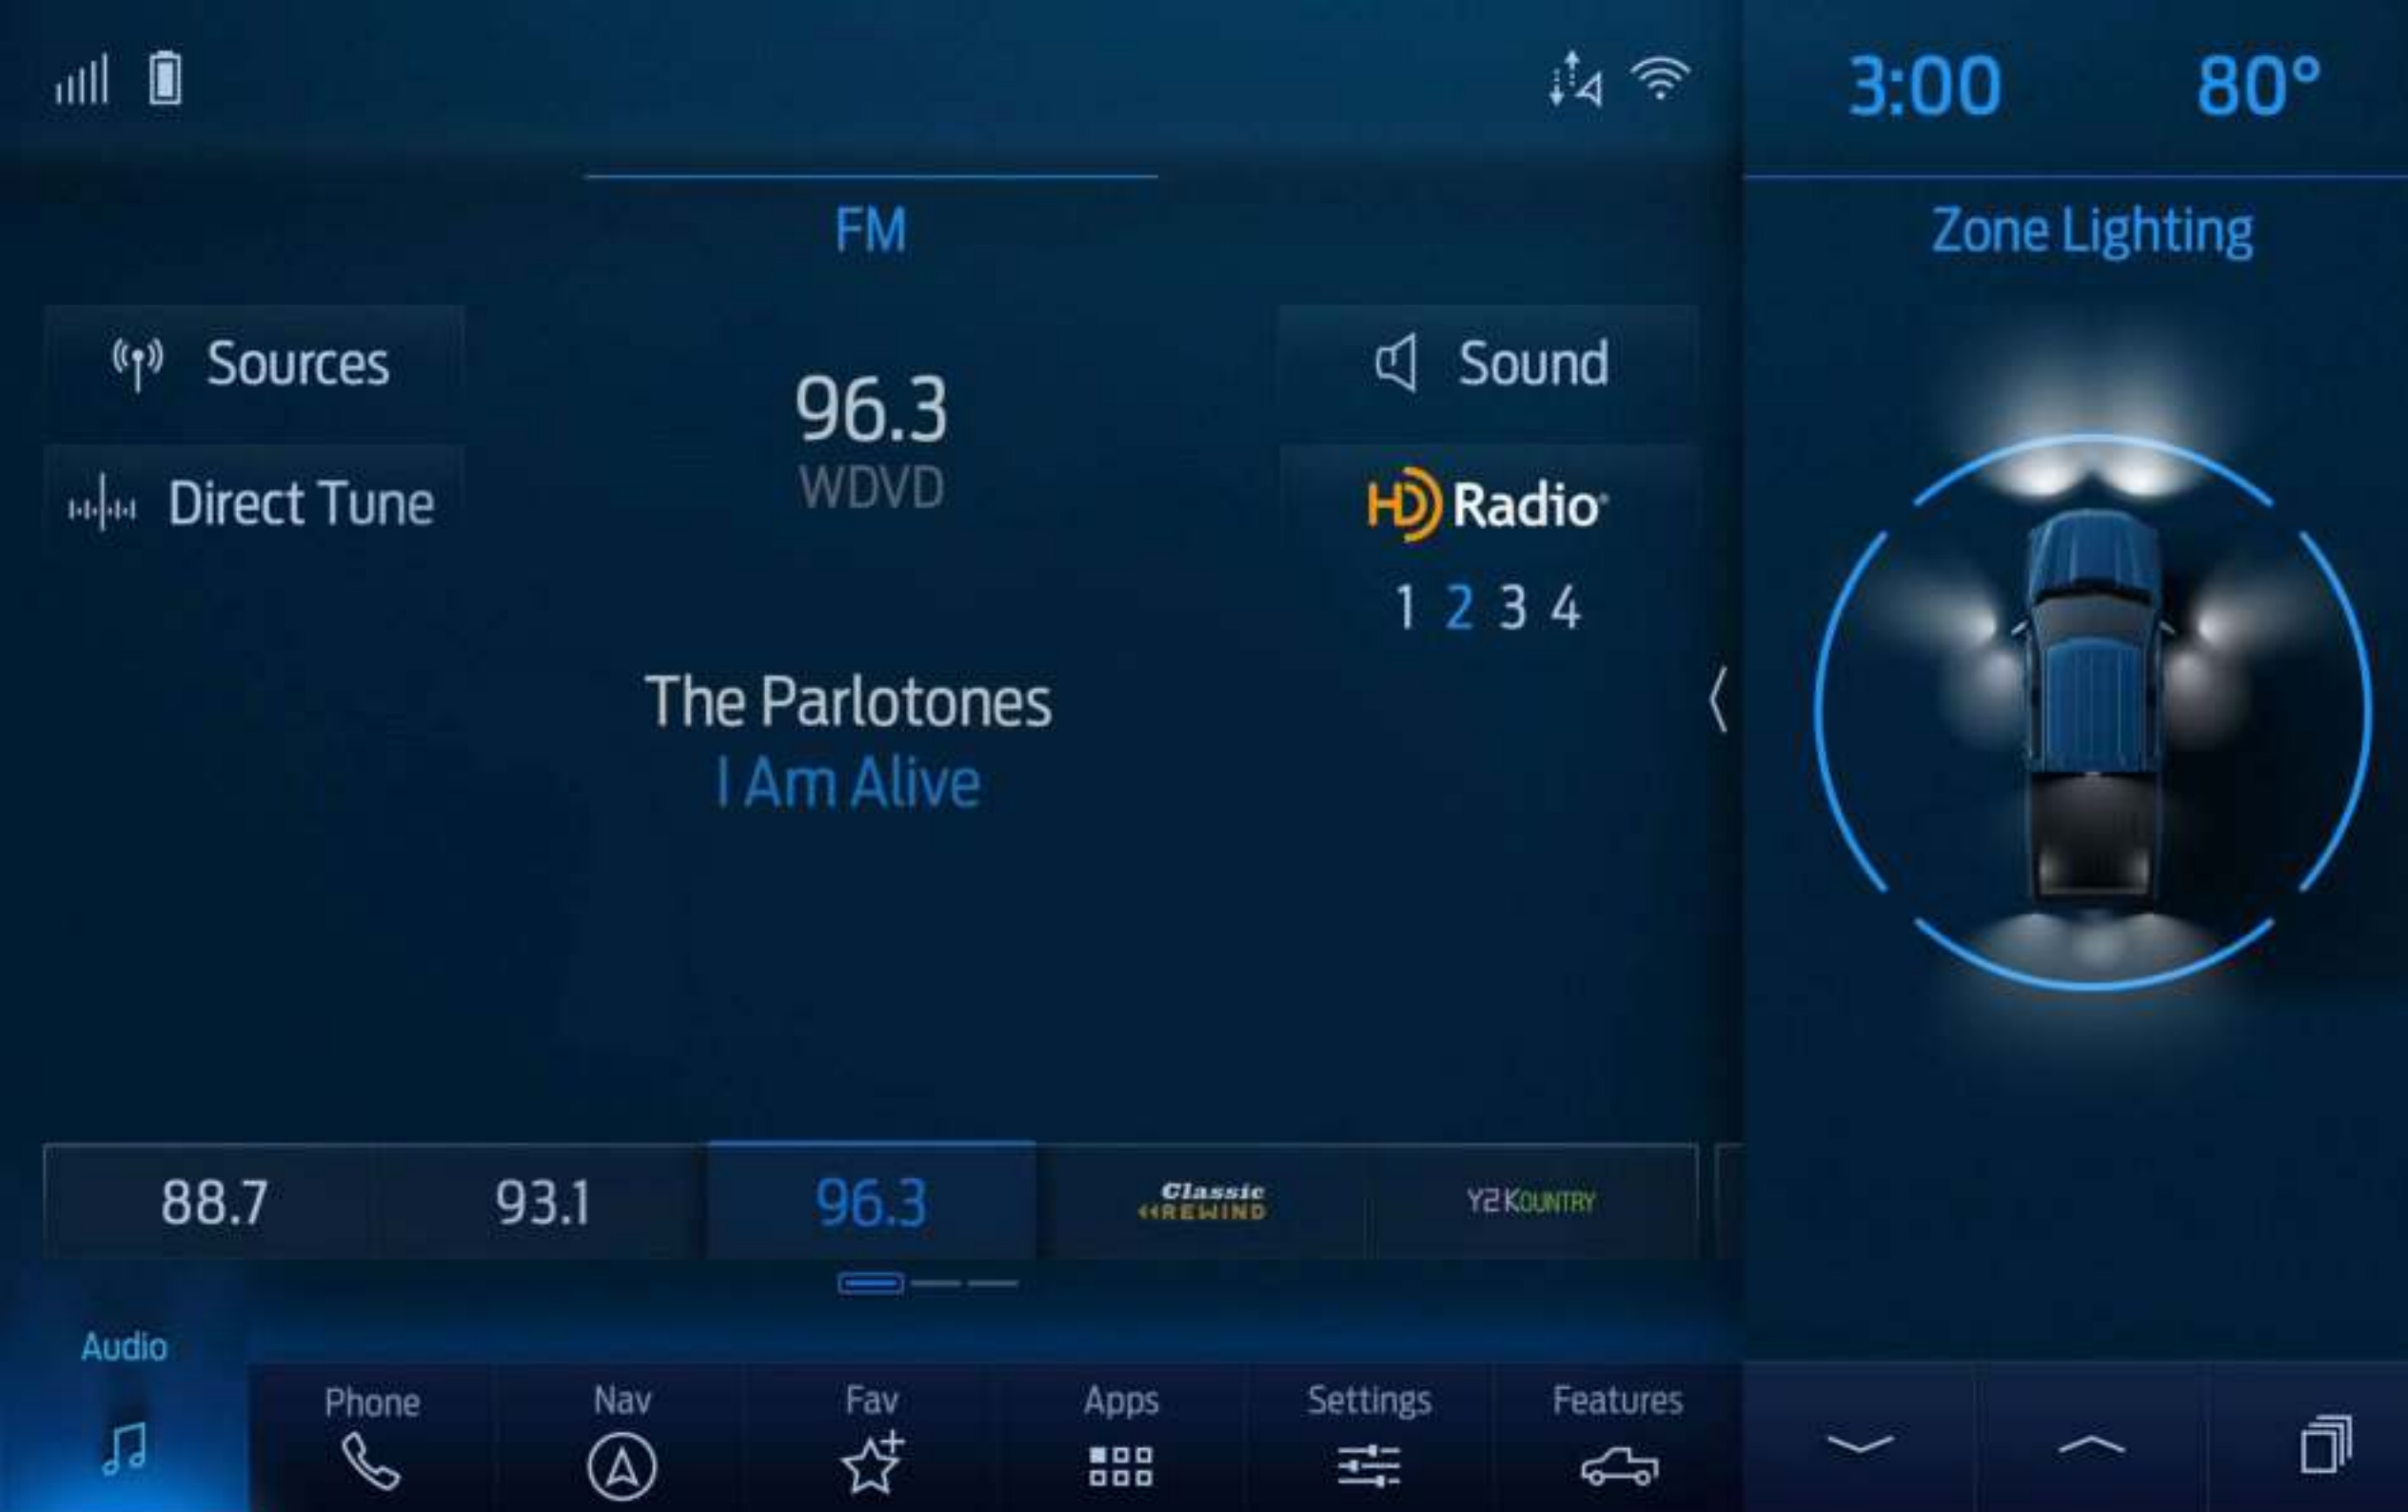 3:00 80°
FM
Zone Lighting
Sources
Sound
96.3
WDVD
Direct Tune
HD Radio®
1 2 3 4
The Parlotones
I Am Alive
88.7 93.1 96.3 Classic REWIND Y2KOUNTRY
Audio
Phone Nav Fav Apps Settings Features